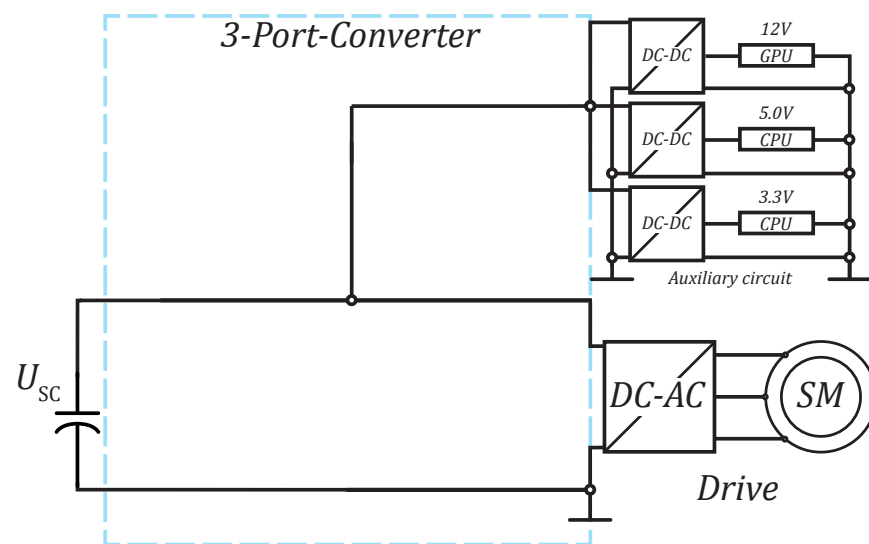 3-Port-Converter
12V
DC-DC
GPU
5.0V
DC-DC
CPU
3.3V
DC-DC
CPU
Auxiliary circuit
USC
DC-AC
SM
Drive